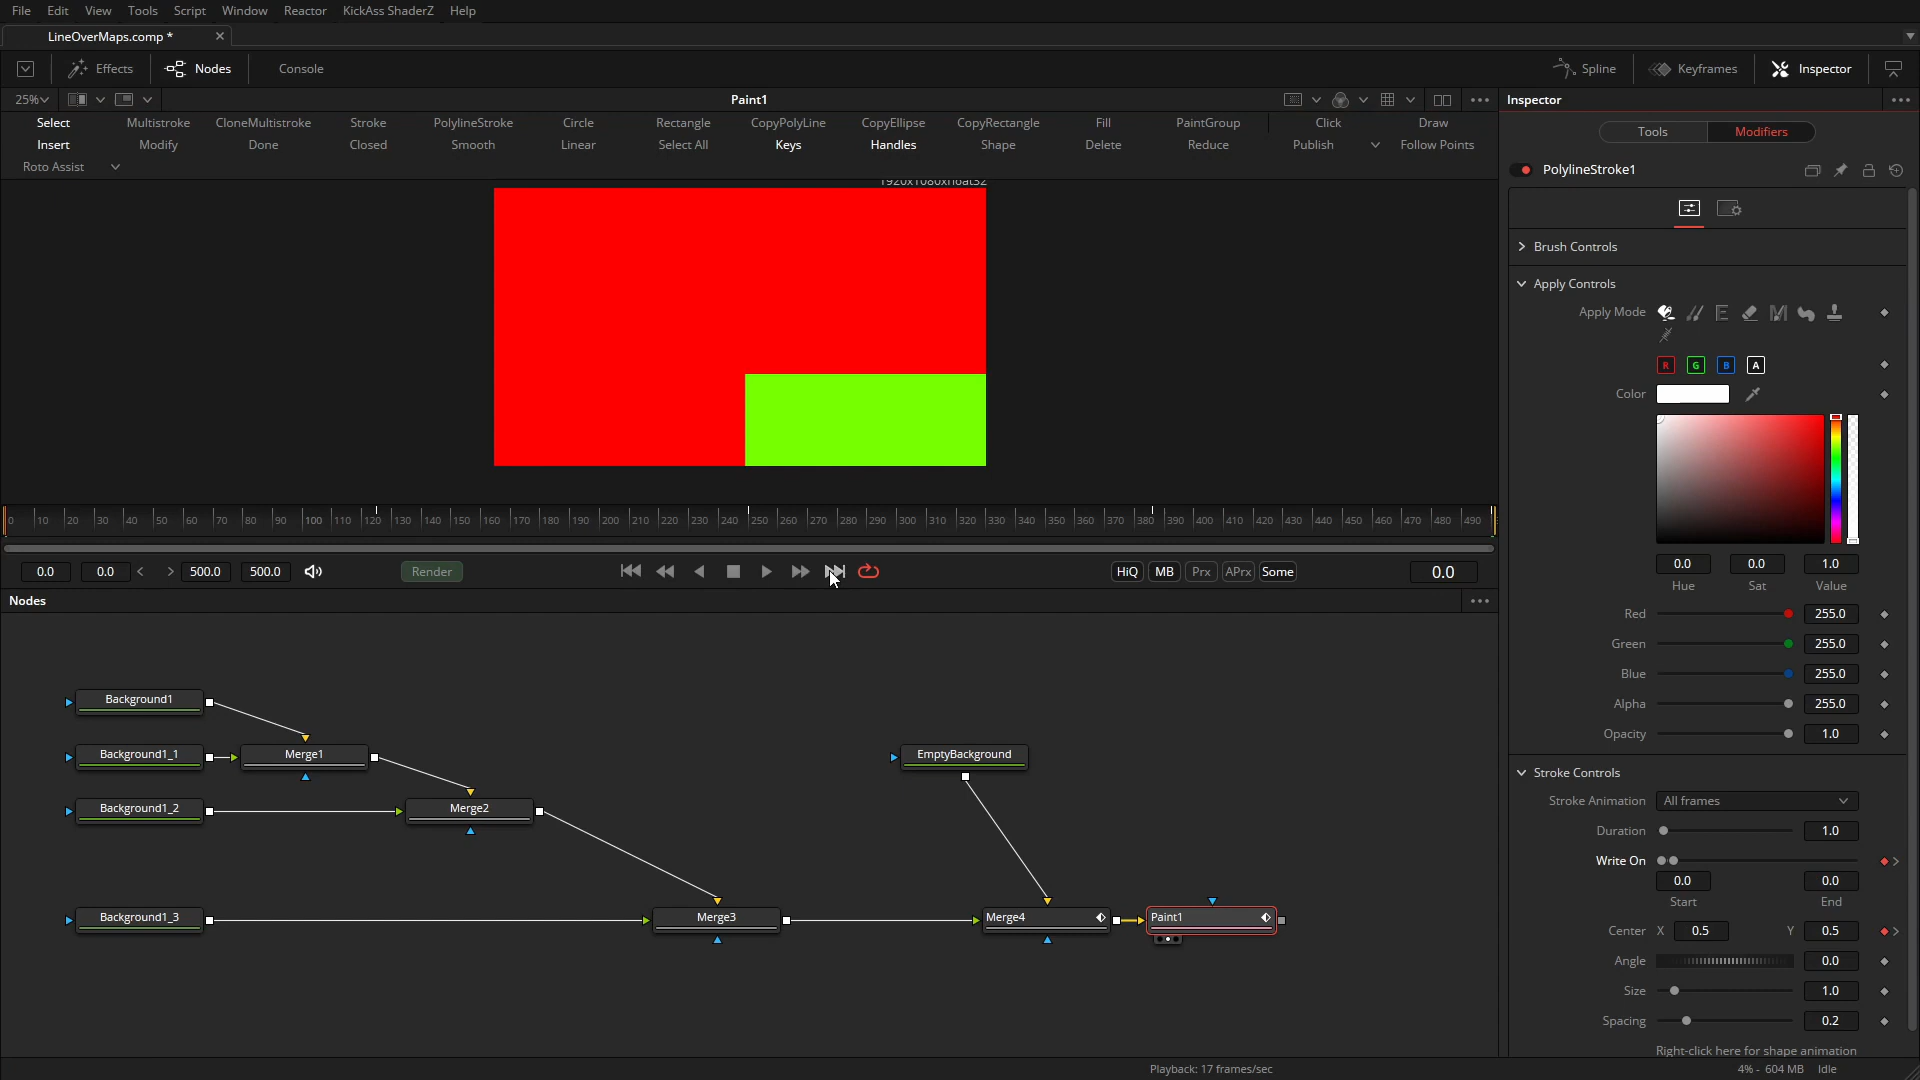 File Edit View Tools Script Window Reactor KickAss ShaderZ Help
LineOverMaps.comp *
Effects Nodes Console Spline Keyframes Inspector
25% Paint1 Inspector
Select Multistroke CloneMultistroke Stroke PolylineStroke Circle Rectangle CopyPolyLine CopyEllipse CopyRectangle Fill PaintGroup Click Draw
Tools Modifiers
Insert Modify Done Closed Smooth Linear Select All Keys Handles Shape Delete Reduce Publish Follow Points
Roto Assist
PolylineStroke1
1920x1080xfloat32
Brush Controls
Apply Controls
Apply Mode
R G B A
Color
0 10 20 30 40 50 60 70 80 90 100 110 120 130 140 150 160 170 180 190 200 210 220 230 240 250 260 270 280 290 300 310 320 330 340 350 360 370 380 390 400 410 420 430 440 450 460 470 480 490
0.0 0.0 1.0
0.0 0.0 500.0 500.0 Render HiQ MB Prx APrx Some 0.0
Hue Sat Value
Nodes
Red 255.0
Green 255.0
Blue 255.0
Background1
Alpha 255.0
Opacity 1.0
Background1_1 Merge1 EmptyBackground
Stroke Controls
Stroke Animation All frames
Background1_2 Merge2
Duration 1.0
Write On
0.0 0.0
Start End
Background1_3 Merge3 Merge4 Paint1
Center X 0.5 Y 0.5
Angle 0.0
Size 1.0
Spacing 0.2
Right-click here for shape animation
Playback: 17 frames/sec 4% - 604 MB Idle